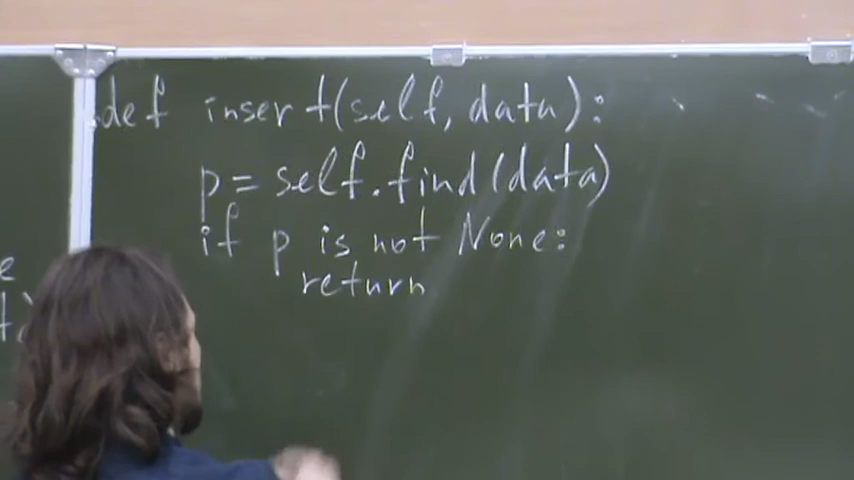 def insert(self, data):
p = self.find(data)
if p is not None:
return